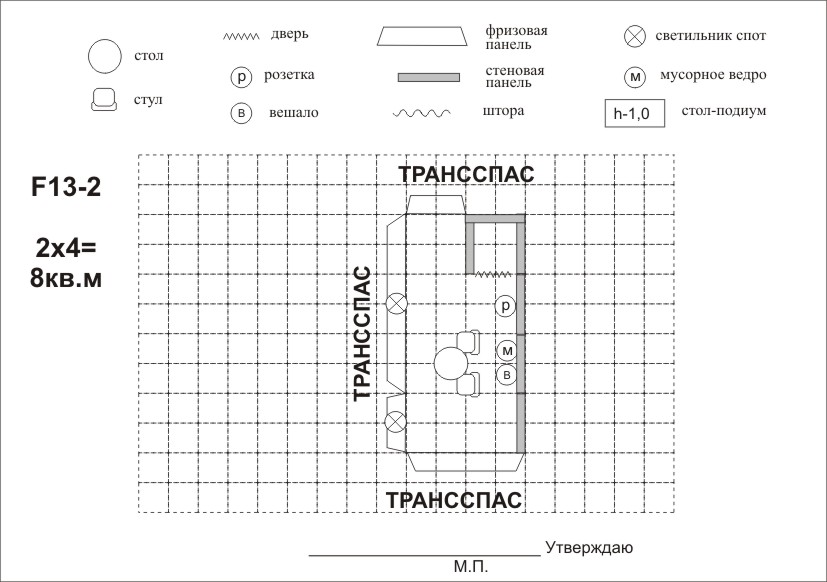 стол
стул
дверь
р розетка
в вешало
фризовая
панель
стеновая
панель
штора
светильник спот
м мусорное ведро
h-1,0 стол-подиум
F13-2
2х4=
8кв.м
ТРАНССПАС
ТРАНССПАС
р
м
в
ТРАНССПАС
Утверждаю
М.П.